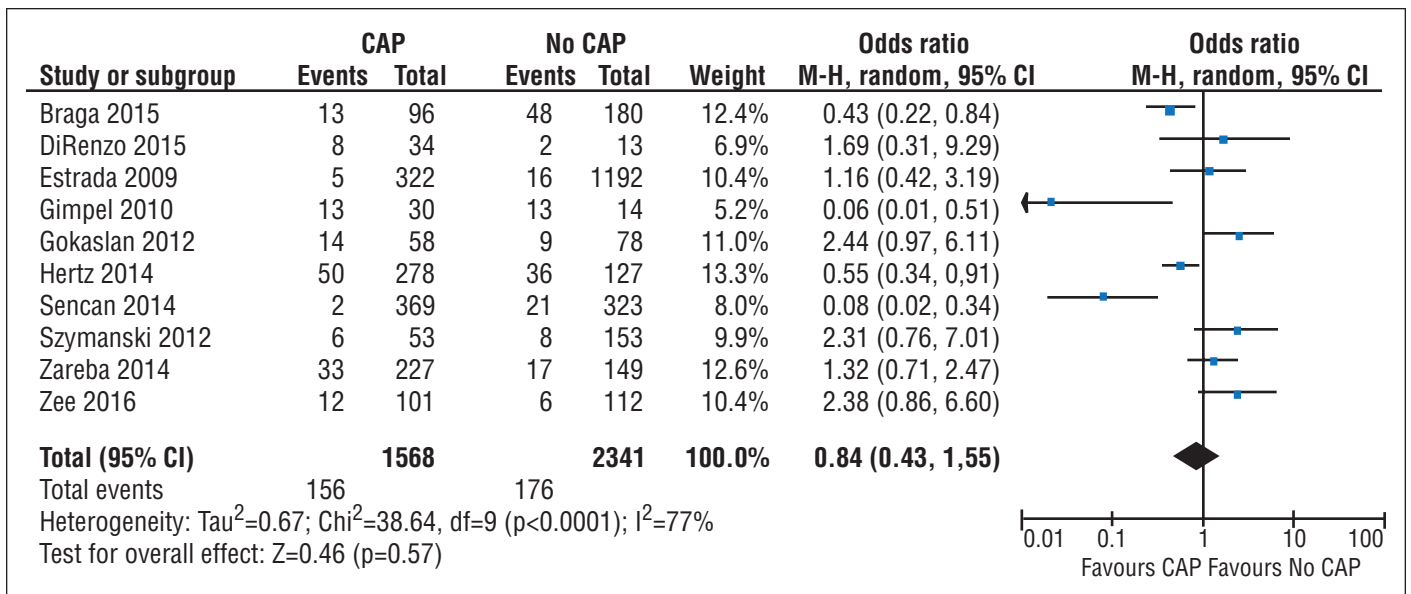 CAP No CAP Odds ratio Odds ratio
Study or subgroup Events Total Events Total Weight M-H, random, 95% CI M-H, random, 95% CI
Braga 2015 13 96 48 180 12.4% 0.43 (0.22, 0.84)
DiRenzo 2015 8 34 2 13 6.9% 1.69 (0.31, 9.29)
Estrada 2009 5 322 16 1192 10.4% 1.16 (0.42, 3.19)
Gimpel 2010 13 30 13 14 5.2% 0.06 (0.01, 0.51)
Gokaslan 2012 14 58 9 78 11.0% 2.44 (0.97, 6.11)
Hertz 2014 50 278 36 127 13.3% 0.55 (0.34, 0,91)
Sencan 2014 2 369 21 323 8.0% 0.08 (0.02, 0.34)
Szymanski 2012 6 53 8 153 9.9% 2.31 (0.76, 7.01)
Zareba 2014 33 227 17 149 12.6% 1.32 (0.71, 2.47)
Zee 2016 12 101 6 112 10.4% 2.38 (0.86, 6.60)
Total (95% CI) 1568 2341 100.0% 0.84 (0.43, 1,55)
Total events 156 176
Heterogeneity: Tau²=0.67; Chi²=38.64, df=9 (p<0.0001); I²=77%
Test for overall effect: Z=0.46 (p=0.57)
0.01 0.1 1 10 100
Favours CAP Favours No CAP